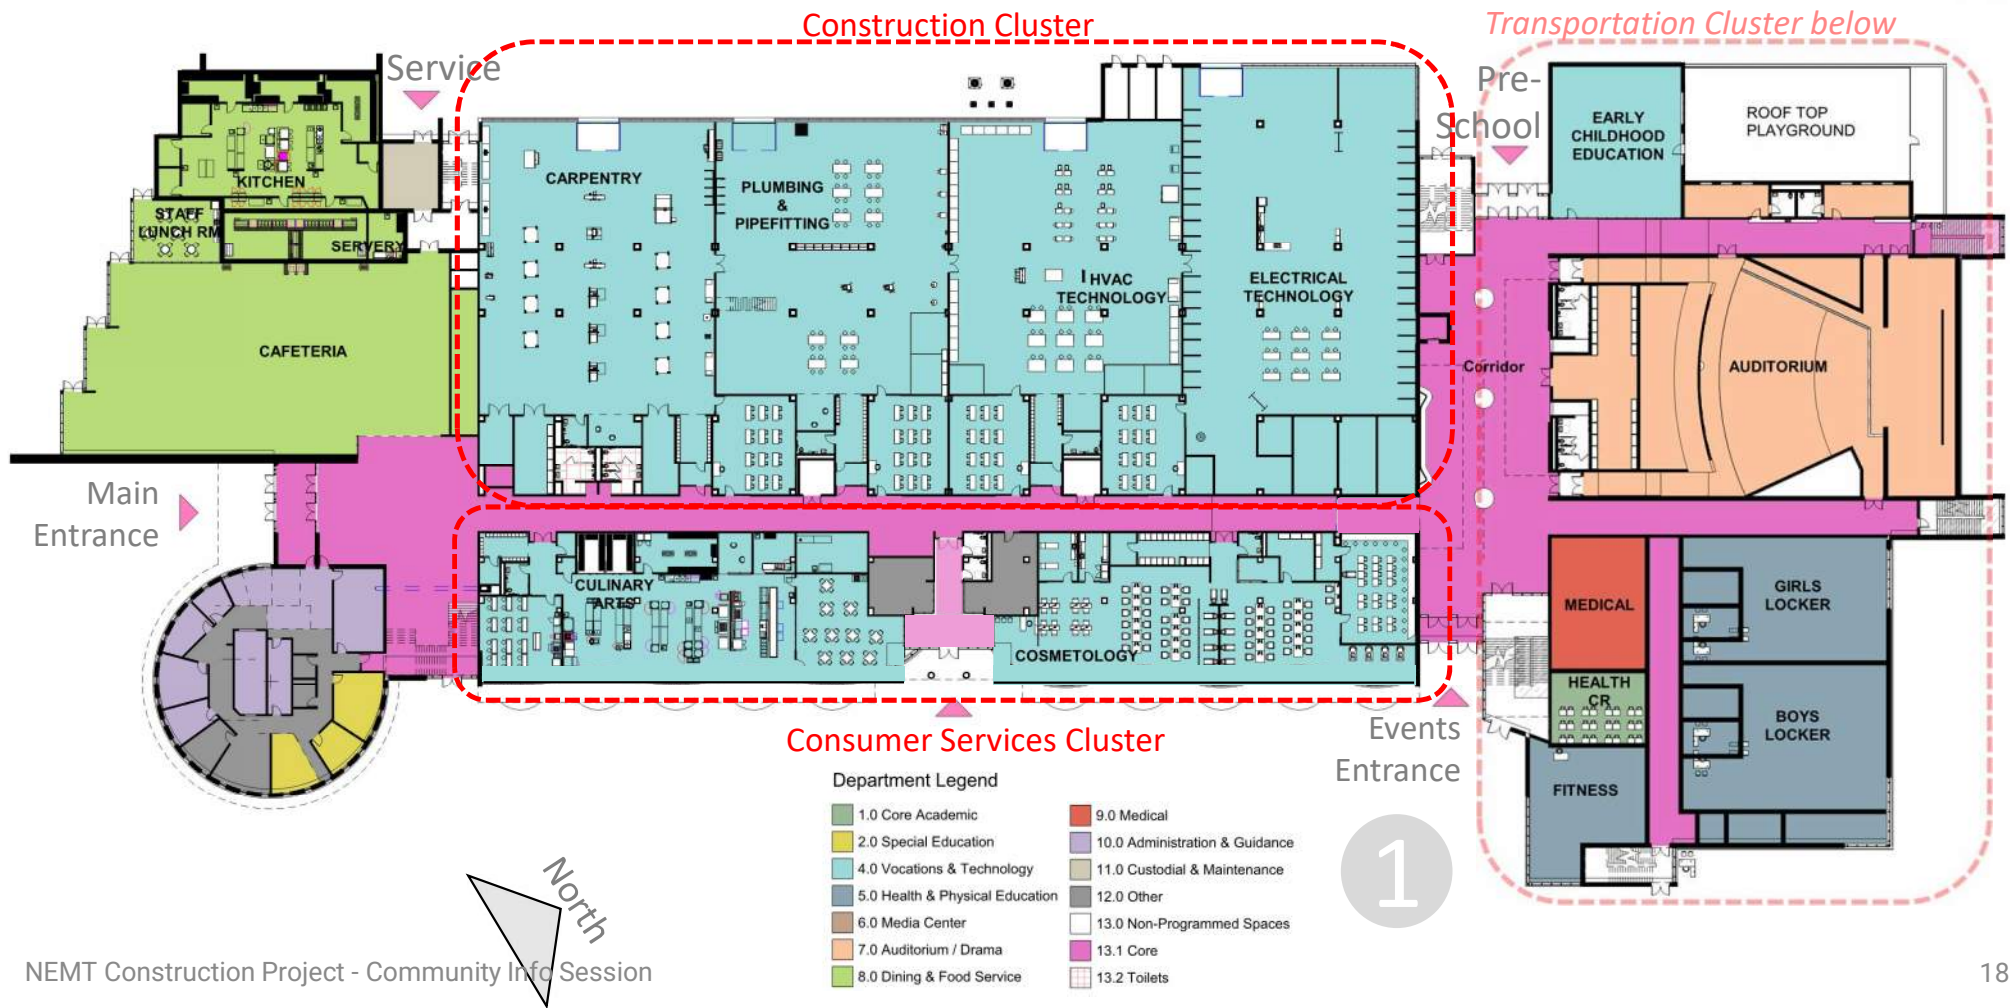 Construction Cluster
Transportation Cluster below
Service
Pre-
School
EARLY
CHILDHOOD
EDUCATION
ROOF TOP
PLAYGROUND
KITCHEN
STAFF
LUNCH RM
SERVERY
CARPENTRY
PLUMBING
&
PIPEFITTING
HVAC
TECHNOLOGY
ELECTRICAL
TECHNOLOGY
CAFETERIA
Corridor
AUDITORIUM
Main
Entrance
CULINARY
ARTS
COSMETOLOGY
MEDICAL
GIRLS
LOCKER
HEALTH
CR
BOYS
LOCKER
FITNESS
Events
Entrance
Consumer Services Cluster
Department Legend
1.0 Core Academic
2.0 Special Education
4.0 Vocations & Technology
5.0 Health & Physical Education
6.0 Media Center
7.0 Auditorium / Drama
8.0 Dining & Food Service
9.0 Medical
10.0 Administration & Guidance
11.0 Custodial & Maintenance
12.0 Other
13.0 Non-Programmed Spaces
13.1 Core
13.2 Toilets
1
North
NEMT Construction Project - Community Info Session
18